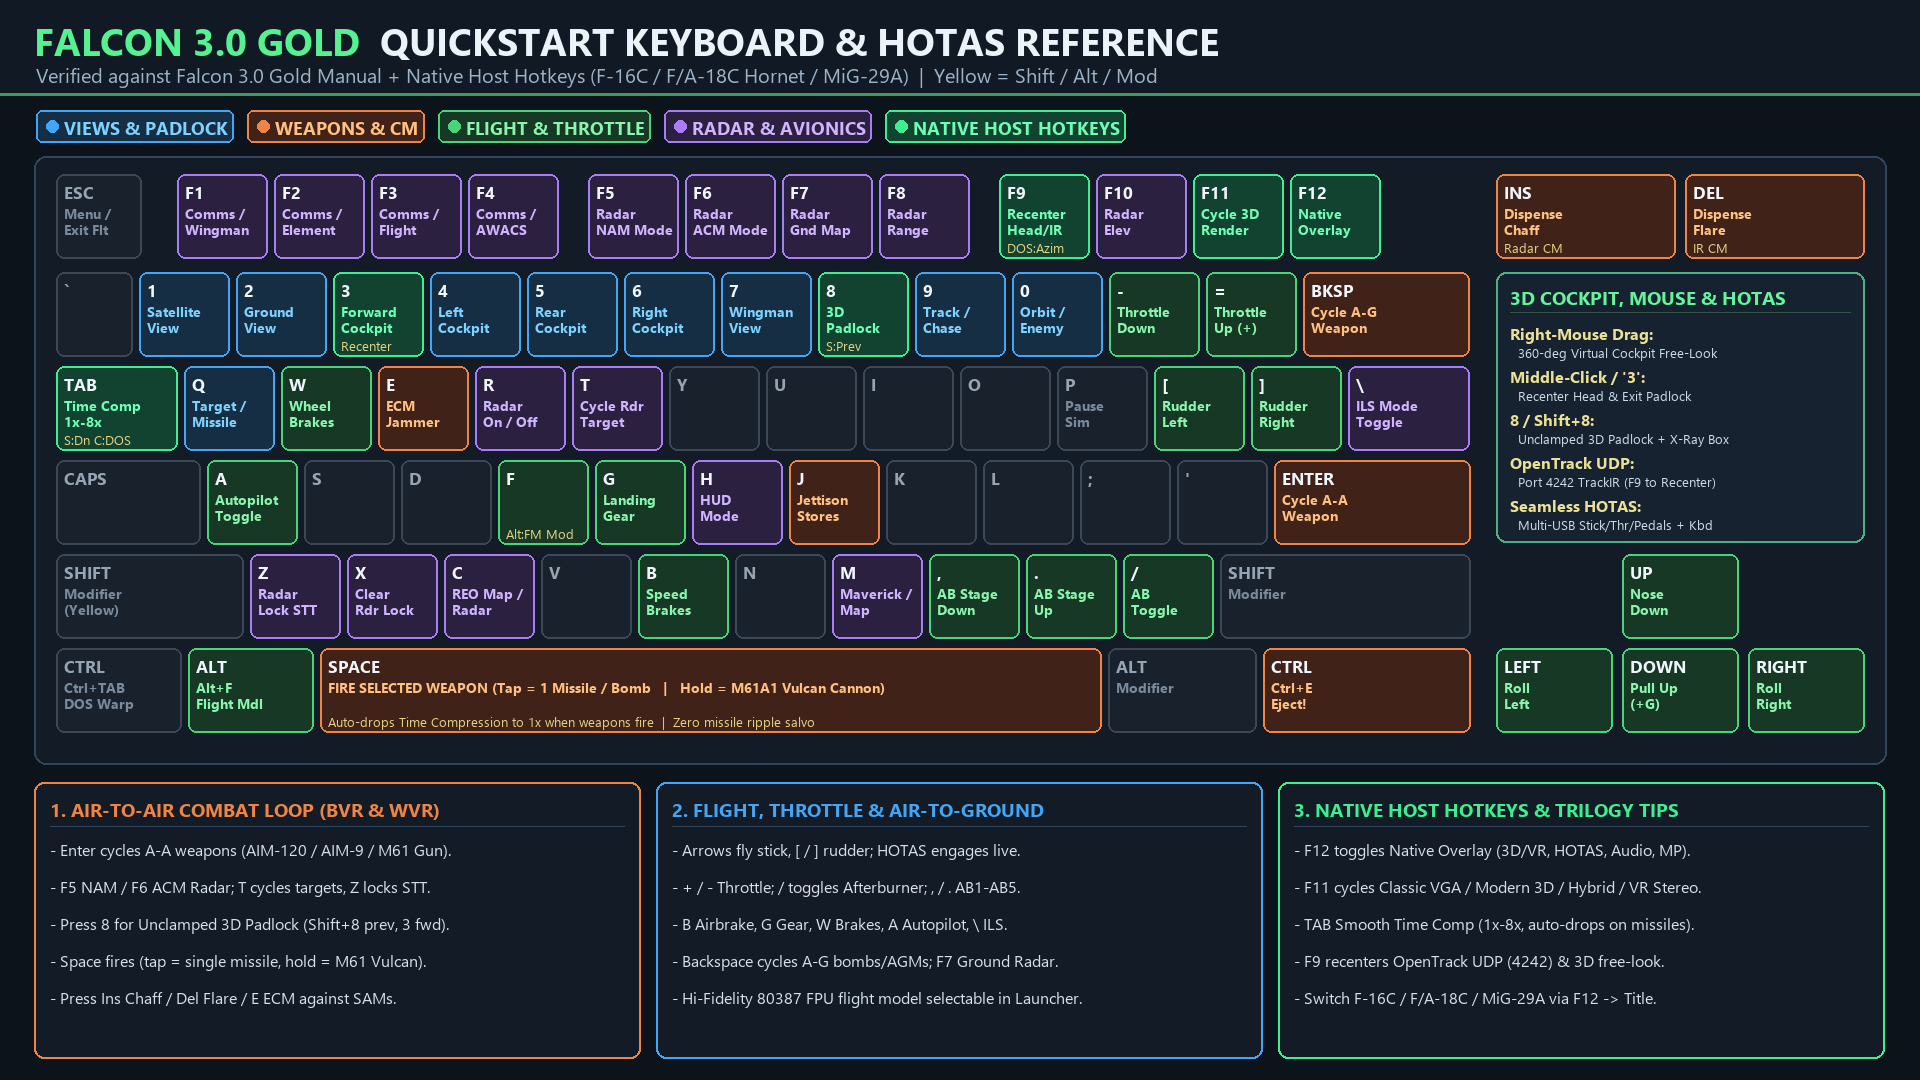 FALCON 3.0 GOLD QUICKSTART KEYBOARD & HOTAS REFERENCE
Verified against Falcon 3.0 Gold Manual + Native Host Hotkeys (F-16C / F/A-18C Hornet / MiG-29A) | Yellow = Shift / Alt / Mod
VIEWS & PADLOCK
WEAPONS & CM
FLIGHT & THROTTLE
RADAR & AVIONICS
NATIVE HOST HOTKEYS
ESC
Menu /
Exit Flt
F1
Comms /
Wingman
F2
Comms /
Element
F3
Comms /
Flight
F4
Comms /
AWACS
F5
Radar
NAM Mode
F6
Radar
ACM Mode
F7
Radar
Gnd Map
F8
Radar
Range
F9
Recenter
Head/IR
DOS:Azim
F10
Radar
Elev
F11
Cycle 3D
Render
F12
Native
Overlay
INS
Dispense
Chaff
Radar CM
DEL
Dispense
Flare
IR CM
`
1
Satellite
View
2
Ground
View
3
Forward
Cockpit
Recenter
4
Left
Cockpit
5
Rear
Cockpit
6
Right
Cockpit
7
Wingman
View
8
3D
Padlock
S:Prev
9
Track /
Chase
0
Orbit /
Enemy
-
Throttle
Down
=
Throttle
Up (+)
BKSP
Cycle A-G
Weapon
TAB
Time Comp
1x-8x
S:Dn C:DOS
Q
Target /
Missile
W
Wheel
Brakes
E
ECM
Jammer
R
Radar
On / Off
T
Cycle Rdr
Target
Y
U
I
O
P
Pause
Sim
[
Rudder
Left
]
Rudder
Right
\
ILS Mode
Toggle
CAPS
A
Autopilot
Toggle
S
D
F
Alt:FM Mod
G
Landing
Gear
H
HUD
Mode
J
Jettison
Stores
K
L
;
'
ENTER
Cycle A-A
Weapon
SHIFT
Modifier
(Yellow)
Z
Radar
Lock STT
X
Clear
Rdr Lock
C
REO Map /
Radar
V
B
Speed
Brakes
N
M
Maverick /
Map
,
AB Stage
Down
.
AB Stage
Up
/
AB
Toggle
SHIFT
Modifier
CTRL
Ctrl+TAB
DOS Warp
ALT
Alt+F
Flight Mdl
SPACE
FIRE SELECTED WEAPON (Tap = 1 Missile / Bomb | Hold = M61A1 Vulcan Cannon)
Auto-drops Time Compression to 1x when weapons fire | Zero missile ripple salvo
ALT
Modifier
CTRL
Ctrl+E
Eject!
3D COCKPIT, MOUSE & HOTAS
Right-Mouse Drag:
360-deg Virtual Cockpit Free-Look
Middle-Click / '3':
Recenter Head & Exit Padlock
8 / Shift+8:
Unclamped 3D Padlock + X-Ray Box
OpenTrack UDP:
Port 4242 TrackIR (F9 to Recenter)
Seamless HOTAS:
Multi-USB Stick/Thr/Pedals + Kbd
UP
Nose
Down
LEFT
Roll
Left
DOWN
Pull Up
(+G)
RIGHT
Roll
Right
1. AIR-TO-AIR COMBAT LOOP (BVR & WVR)
- Enter cycles A-A weapons (AIM-120 / AIM-9 / M61 Gun).
- F5 NAM / F6 ACM Radar; T cycles targets, Z locks STT.
- Press 8 for Unclamped 3D Padlock (Shift+8 prev, 3 fwd).
- Space fires (tap = single missile, hold = M61 Vulcan).
- Press Ins Chaff / Del Flare / E ECM against SAMs.
2. FLIGHT, THROTTLE & AIR-TO-GROUND
- Arrows fly stick, [ / ] rudder; HOTAS engages live.
- + / - Throttle; / toggles Afterburner; , / . AB1-AB5.
- B Airbrake, G Gear, W Brakes, A Autopilot, \ ILS.
- Backspace cycles A-G bombs/AGMs; F7 Ground Radar.
- Hi-Fidelity 80387 FPU flight model selectable in Launcher.
3. NATIVE HOST HOTKEYS & TRILOGY TIPS
- F12 toggles Native Overlay (3D/VR, HOTAS, Audio, MP).
- F11 cycles Classic VGA / Modern 3D / Hybrid / VR Stereo.
- TAB Smooth Time Comp (1x-8x, auto-drops on missiles).
- F9 recenters OpenTrack UDP (4242) & 3D free-look.
- Switch F-16C / F/A-18C / MiG-29A via F12 -> Title.